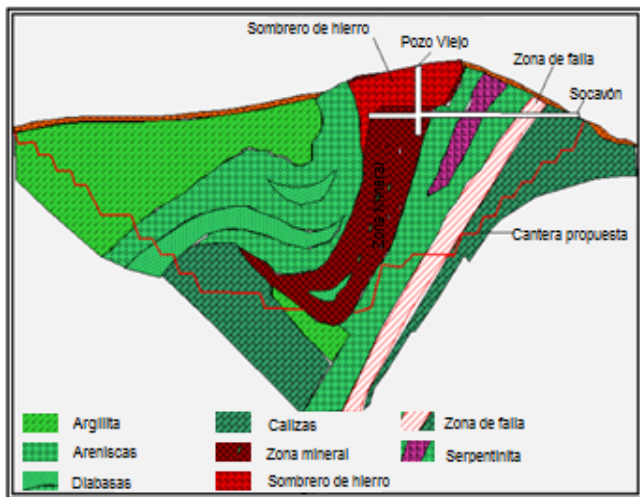 Sombrero de hierro
Pozo Viejo
Zona de falla
Socavón
Zona Mineral
Cantera propuesta
Argilita
Areniscas
Diabasas
Calizas
Zona mineral
Sombrero de hierro
Zona de falla
Serpentinita